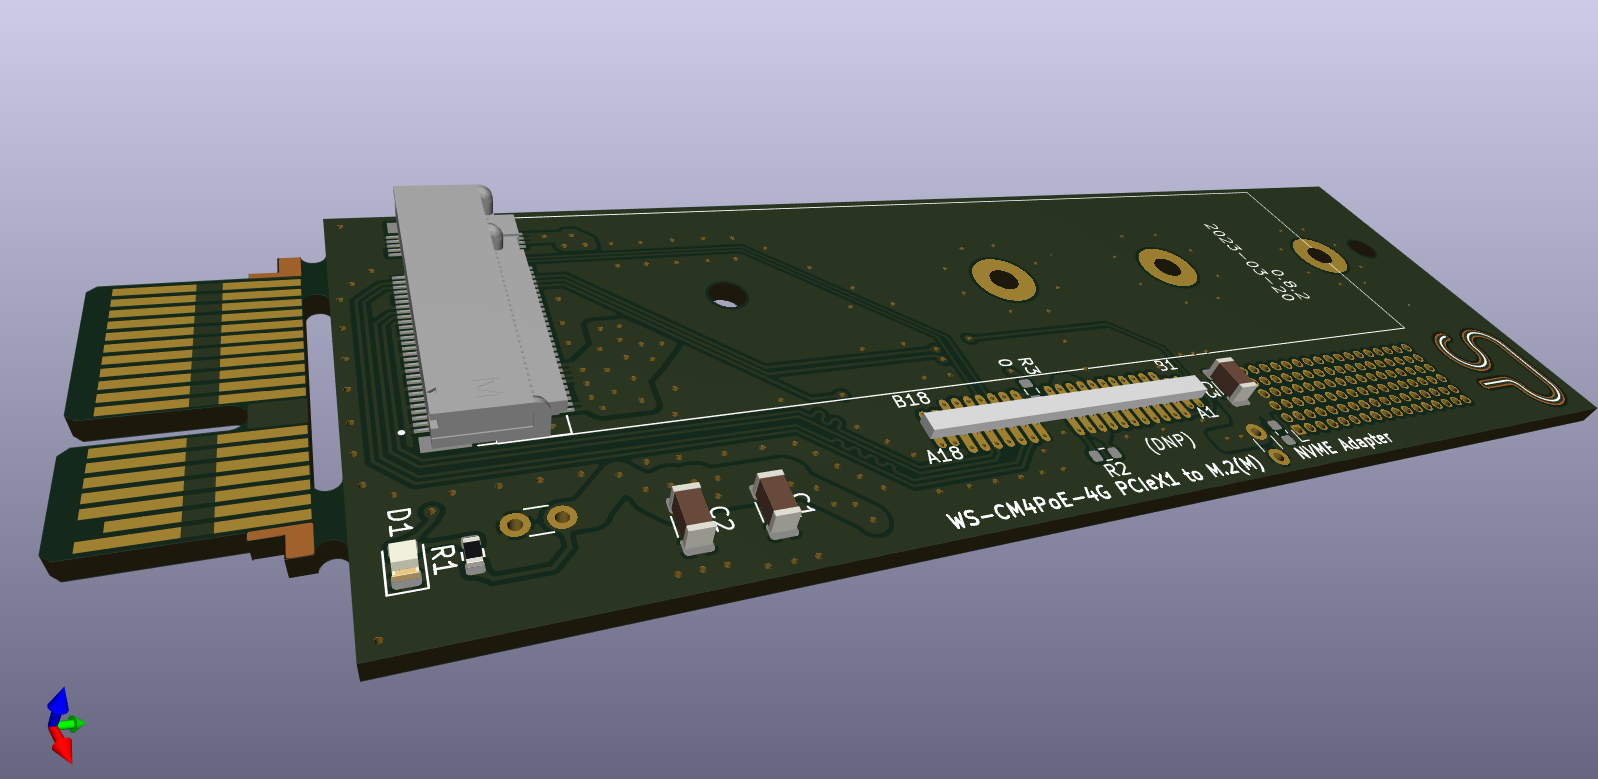 2023-03-20
0.8.2
B18
R3
0
B1
C3
A1
A18
R2
(DNP)
WS-CM4PoE-4G PCIeX1 to M.2(M)
NVME Adapter
D1
R1
C2
C1
M